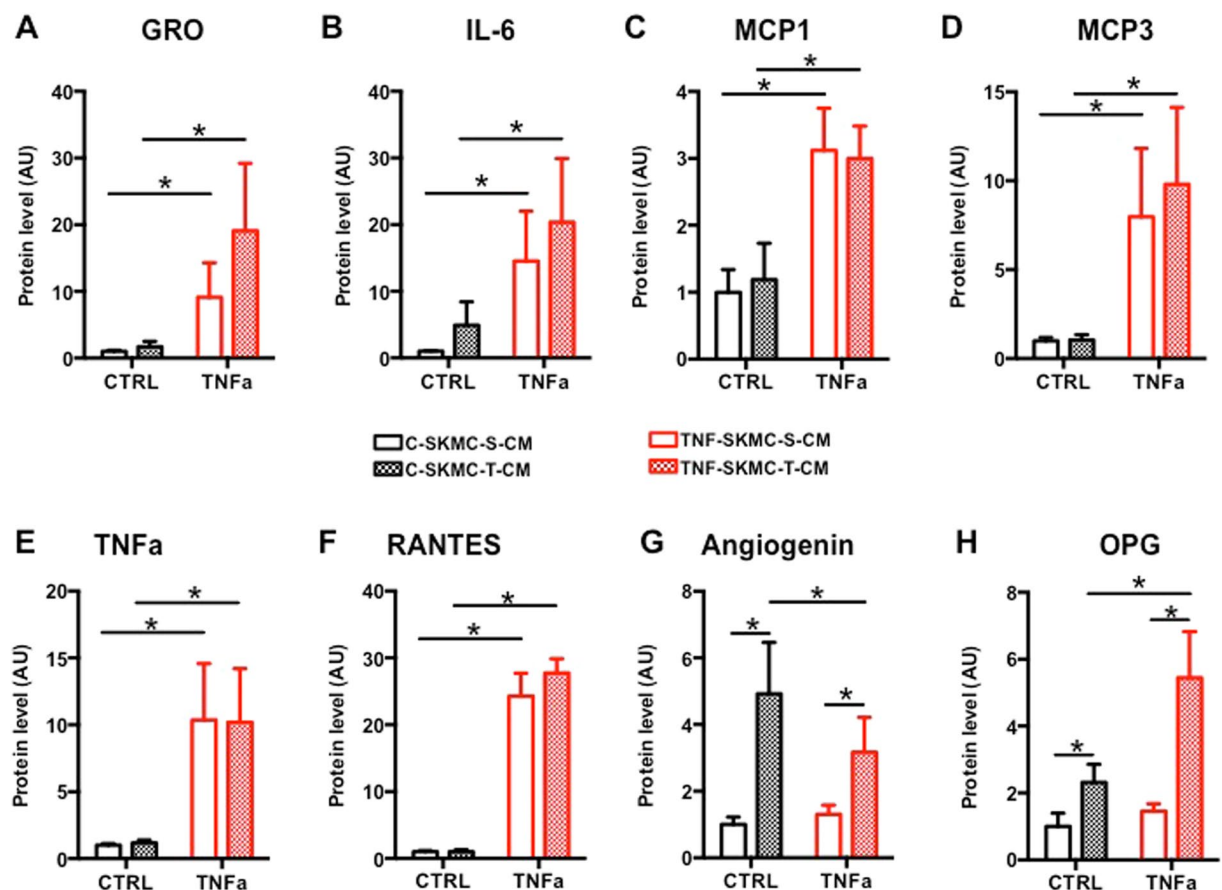 A GRO
Protein level (AU)
40
30
20
10
0
*
*
CTRL TNFa
B IL-6
Protein level (AU)
40
30
20
10
0
*
*
CTRL TNFa
C MCP1
Protein level (AU)
4
3
2
1
0
*
*
CTRL TNFa
D MCP3
Protein level (AU)
15
10
5
0
*
*
CTRL TNFa
C-SKMC-S-CM
C-SKMC-T-CM
TNF-SKMC-S-CM
TNF-SKMC-T-CM
E TNFa
Protein level (AU)
20
15
10
5
0
*
*
CTRL TNFa
F RANTES
Protein level (AU)
40
30
20
10
0
*
*
CTRL TNFa
G Angiogenin
Protein level (AU)
8
6
4
2
0
*
*
*
CTRL TNFa
H OPG
Protein level (AU)
8
6
4
2
0
*
*
*
CTRL TNFa